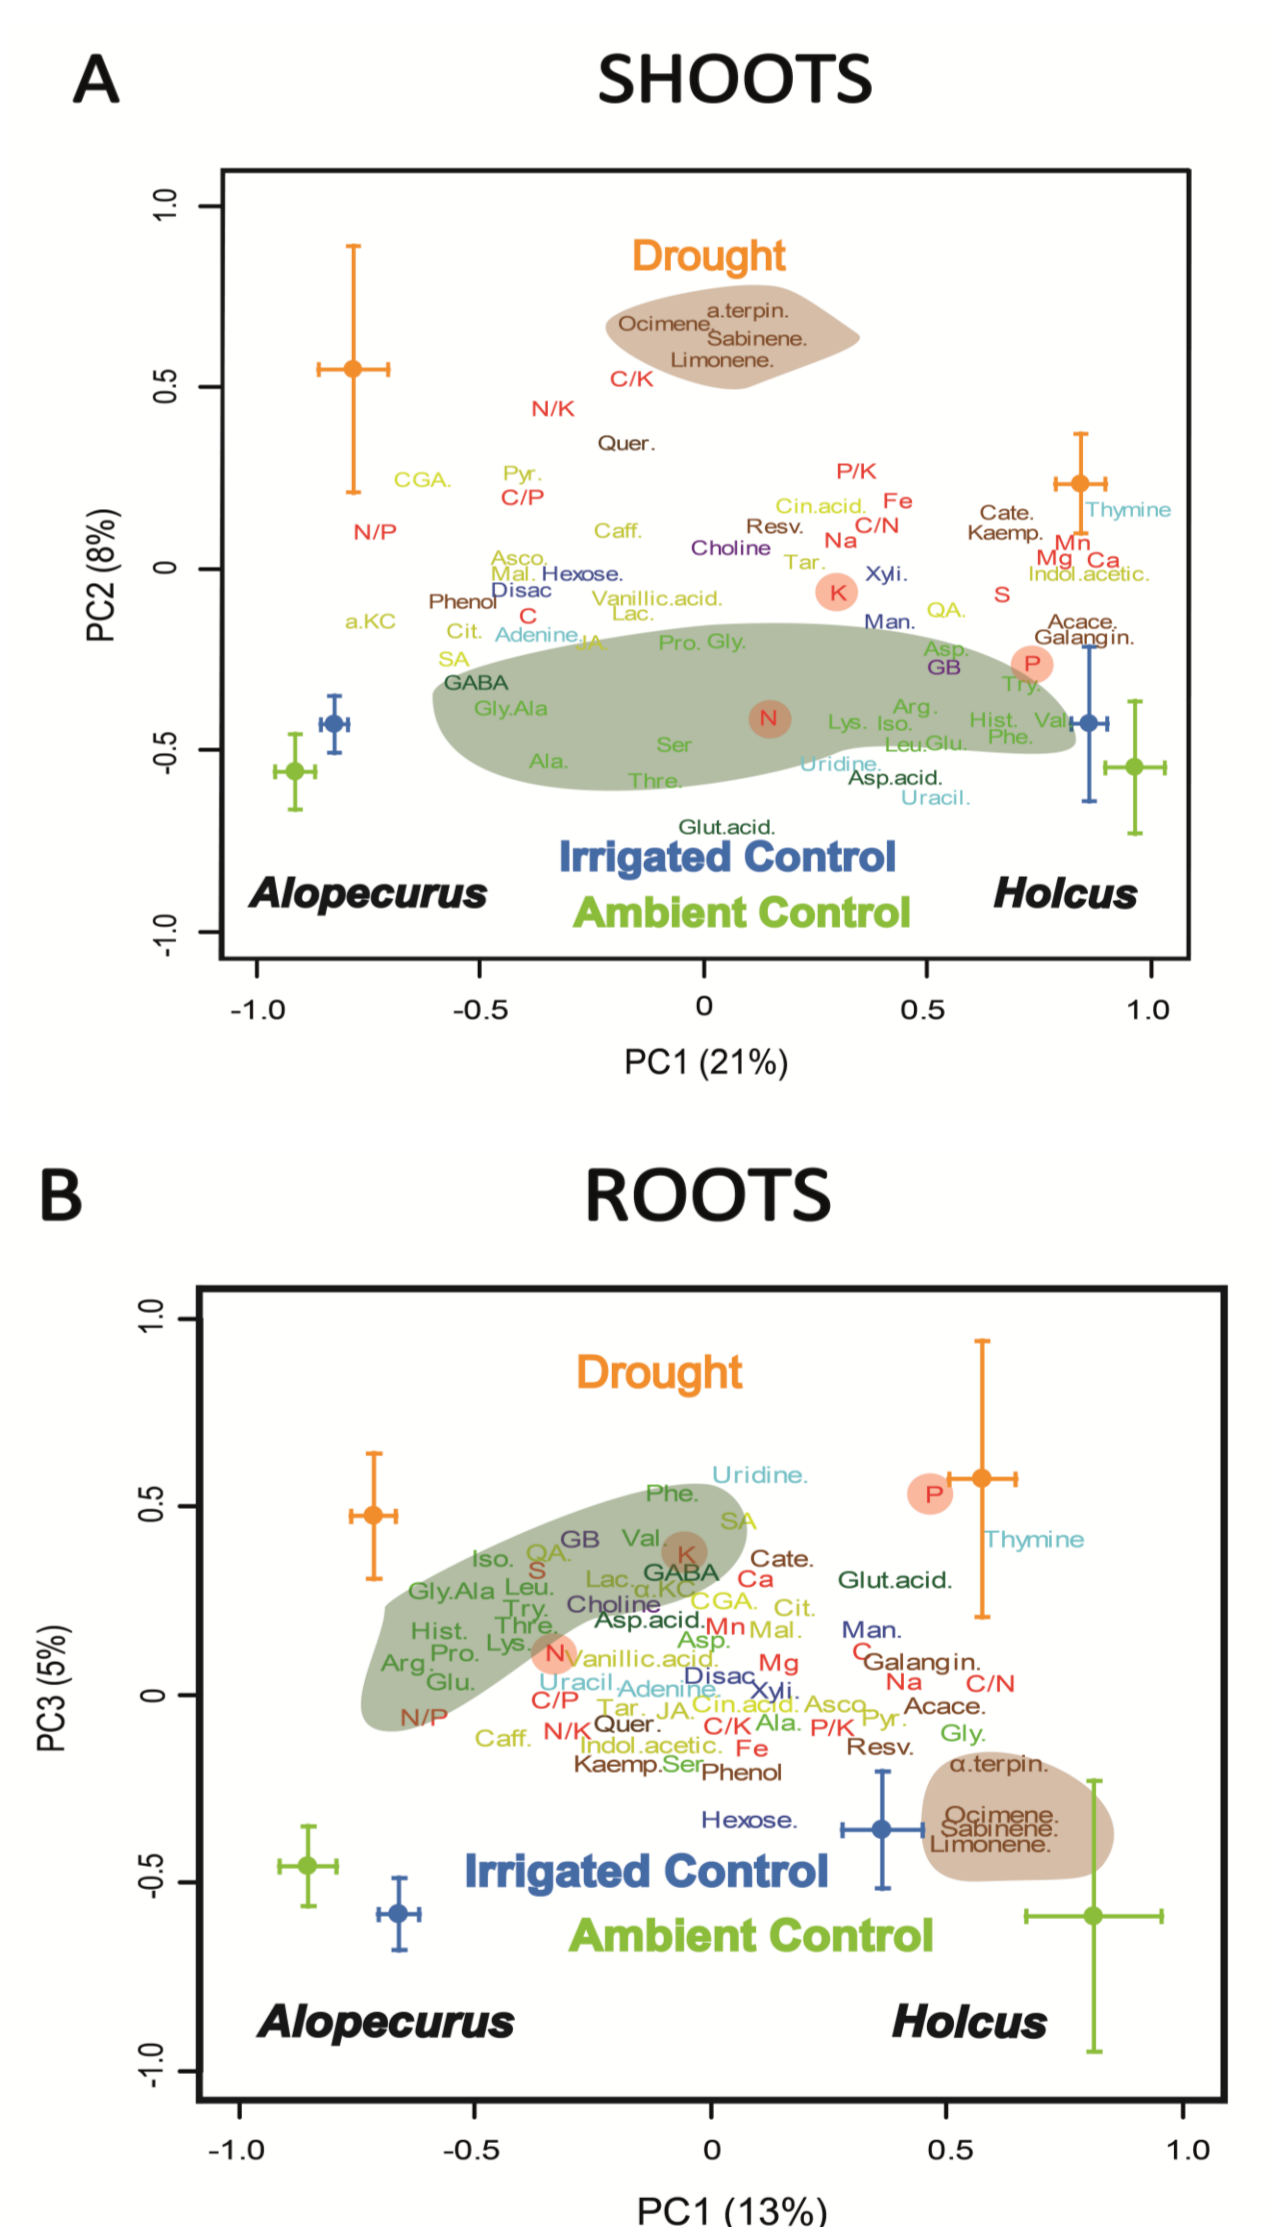 A
SHOOTS
1.0
Drought
a.terpin.
Ocimene.
Sabinene.
Limonene.
C/K
0.5
N/K
Quer.
P/K
CGA.
Pyr.
C/P
Fe
Cin.acid.
Thymine
Cate.
N/P
Caff.
Resv.
C/N
Kaemp.
Na
Mn
Choline
Asco.
Tar.
Mg
Ca
PC2 (8%)
0
Mal.
Hexose.
Xyli.
Indol.acetic.
Disac
K
S
Phenol
Vanillic.acid.
QA.
C
Lac.
a.KC
Man.
Acace.
Cit.
Adenine.
JA.
Pro.
Gly.
Galangin.
SA
Asp.
GB
P
GABA
Try.
Gly.Ala
Arg.
N
Lys.
Iso.
Hist.
Val.
Phe.
-0.5
Ser
Leu.
Glu.
Ala.
Uridine.
Thre.
Asp.acid.
Uracil.
Glut.acid.
Irrigated Control
Alopecurus
Holcus
Ambient Control
-1.0
-1.0
-0.5
0
0.5
1.0
PC1 (21%)
B
ROOTS
1.0
Drought
Uridine.
Phe.
P
0.5
SA
GB
Val.
Thymine
QA.
K
Iso.
Cate.
S
GABA
Ca
Lac.
α.KC
Glut.acid.
Gly.Ala
Leu.
CGA.
Choline
Try.
Cit.
Asp.acid.
Mn
Thre.
Hist.
Mal.
Man.
Lys.
Asp.
Pro.
N
C
Arg.
Vanillic.acid.
Mg
Galangin.
Glu.
Uracil.
Disac
Na
C/N
PC3 (5%)
0
Adenine.
Xyli.
C/P
Tar.
JA.
Cin.acid.
Asco.
Acace.
N/P
N/K
Quer.
C/K
Ala.
P/K
Pyr.
Gly.
Caff.
Indol.acetic.
Fe
Resv.
Kaemp.
Ser
Phenol
α.terpin.
Hexose.
Ocimene.
Sabinene.
Limonene.
-0.5
Irrigated Control
Ambient Control
Alopecurus
Holcus
-1.0
-1.0
-0.5
0
0.5
1.0
PC1 (13%)